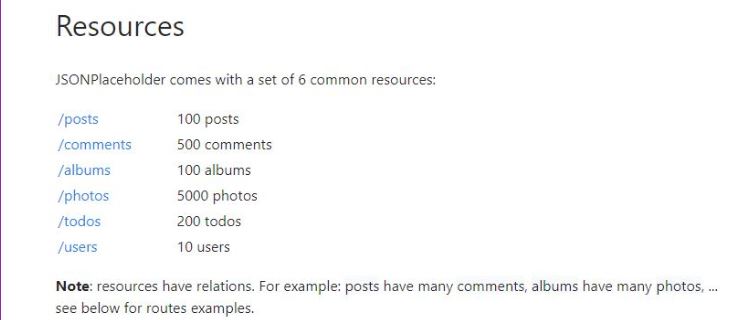 Resources
JSONPlaceholder comes with a set of 6 common resources:
/posts 100 posts
/comments 500 comments
/albums 100 albums
/photos 5000 photos
/todos 200 todos
/users 10 users
Note: resources have relations. For example: posts have many comments, albums have many photos, ...
see below for routes examples.